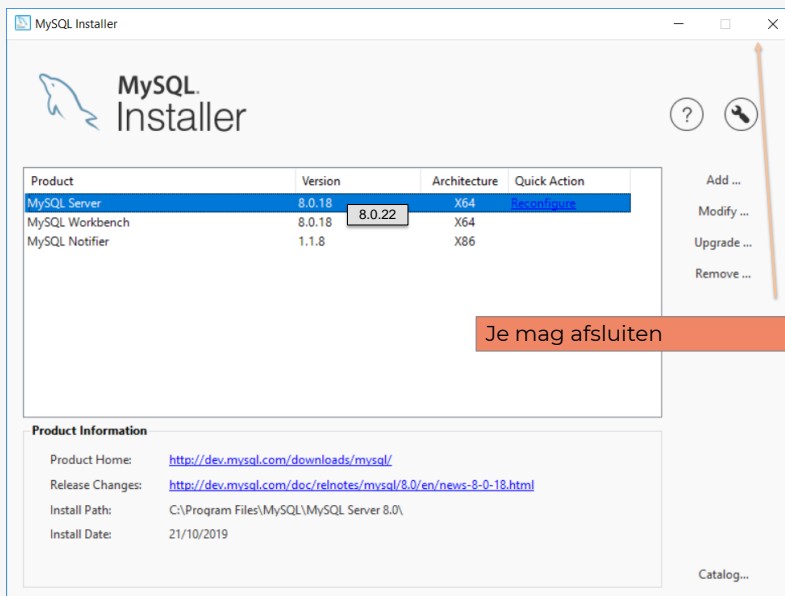 MySQL Installer
MySQL.
Installer
?
Product Version Architecture Quick Action
MySQL Server 8.0.18 X64 Reconfigure
8.0.22
MySQL Workbench 8.0.18 X64
MySQL Notifier 1.1.8 X86
Add ...
Modify ...
Upgrade ...
Remove ...
Je mag afsluiten
Product Information
Product Home: http://dev.mysql.com/downloads/mysql/
Release Changes: http://dev.mysql.com/doc/relnotes/mysql/8.0/en/news-8-0-18.html
Install Path: C:\Program Files\MySQL\MySQL Server 8.0\
Install Date: 21/10/2019
Catalog...